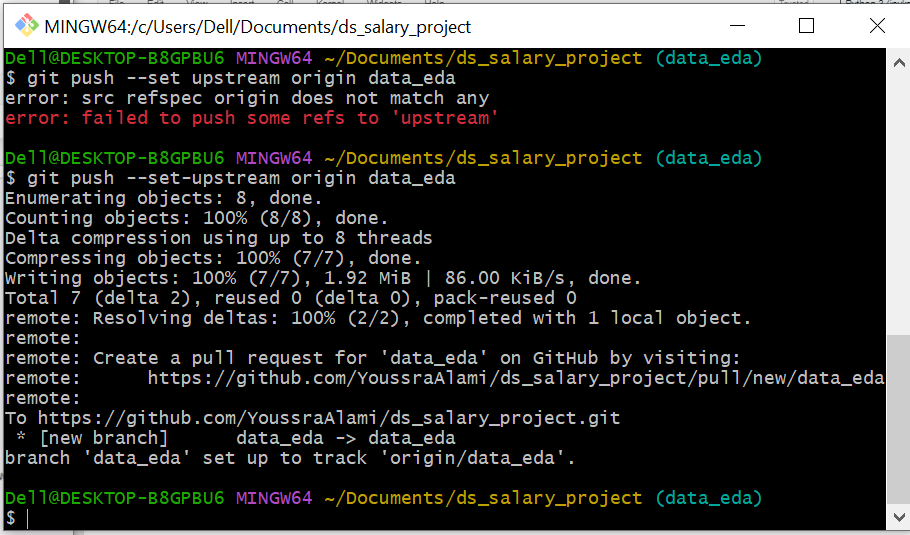 MINGW64:/c/Users/Dell/Documents/ds_salary_project
Dell@DESKTOP-B8GPBU6 MINGW64 ~/Documents/ds_salary_project (data_eda)
$ git push --set upstream origin data_eda
error: src refspec origin does not match any
error: failed to push some refs to 'upstream'
Dell@DESKTOP-B8GPBU6 MINGW64 ~/Documents/ds_salary_project (data_eda)
$ git push --set-upstream origin data_eda
Enumerating objects: 8, done.
Counting objects: 100% (8/8), done.
Delta compression using up to 8 threads
Compressing objects: 100% (7/7), done.
Writing objects: 100% (7/7), 1.92 MiB | 86.00 KiB/s, done.
Total 7 (delta 2), reused 0 (delta 0), pack-reused 0
remote: Resolving deltas: 100% (2/2), completed with 1 local object.
remote:
remote: Create a pull request for 'data_eda' on GitHub by visiting:
remote:      https://github.com/YoussraAlami/ds_salary_project/pull/new/data_eda
remote:
To https://github.com/YoussraAlami/ds_salary_project.git
 * [new branch]      data_eda -> data_eda
branch 'data_eda' set up to track 'origin/data_eda'.
Dell@DESKTOP-B8GPBU6 MINGW64 ~/Documents/ds_salary_project (data_eda)
$